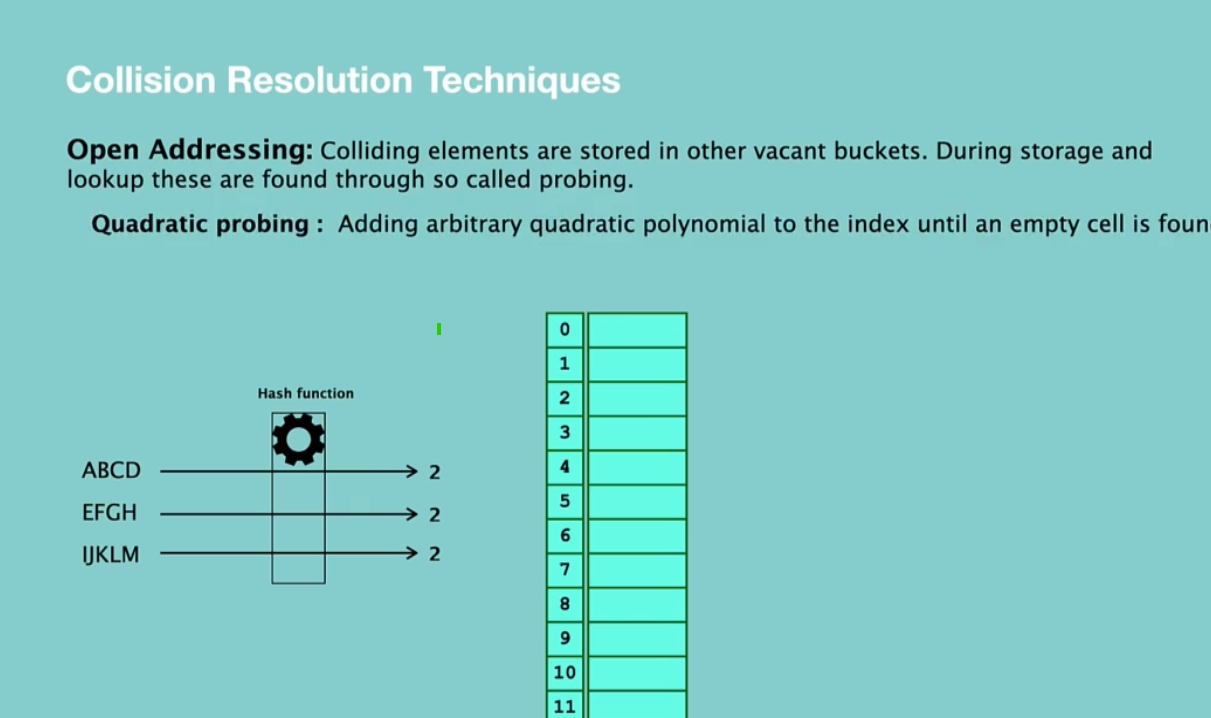 Collision Resolution Techniques
Open Addressing: Colliding elements are stored in other vacant buckets. During storage and
lookup these are found through so called probing.
Quadratic probing : Adding arbitrary quadratic polynomial to the index until an empty cell is foun
Hash function
ABCD 2
EFGH 2
IJKLM 2
0
1
2
3
4
5
6
7
8
9
10
11